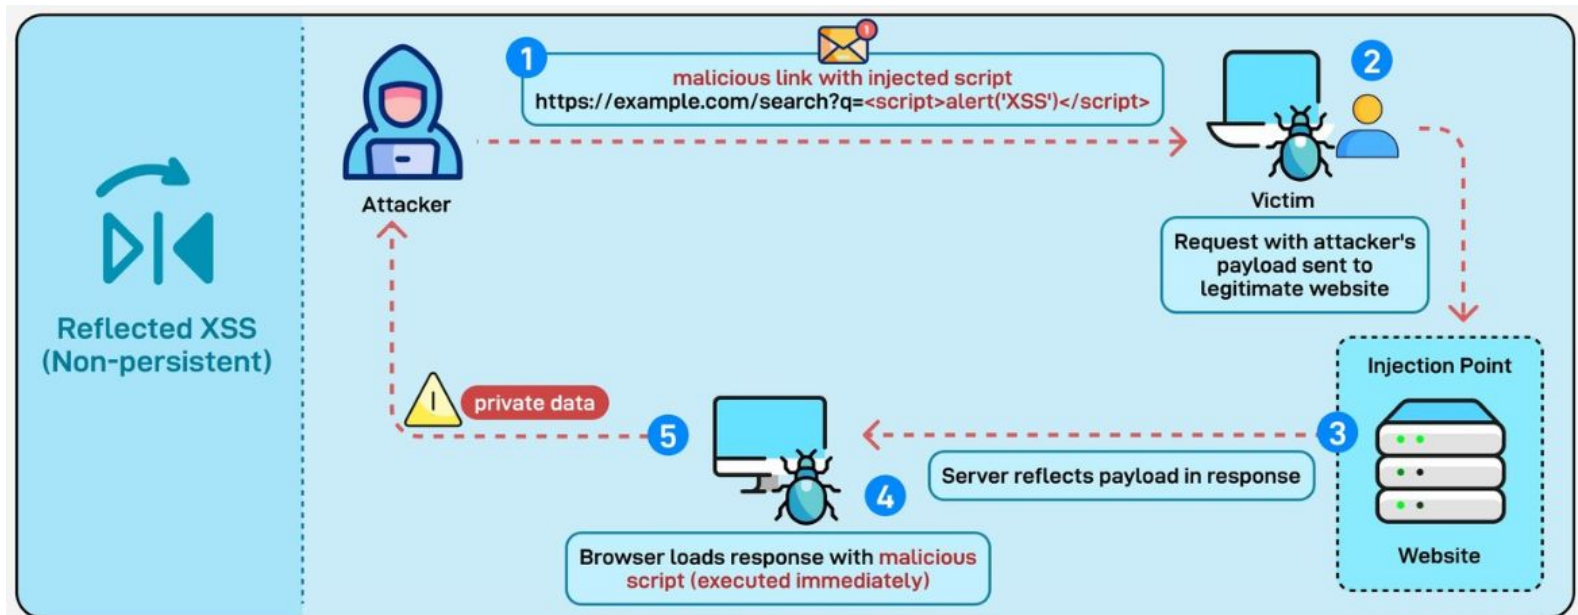 Reflected XSS
(Non-persistent)
1
1
malicious link with injected script
https://example.com/search?q=<script>alert('XSS')</script>
Attacker
2
Victim
Request with attacker's
payload sent to
legitimate website
Injection Point
Website
3
Server reflects payload in response
4
Browser loads response with malicious
script (executed immediately)
5
private data